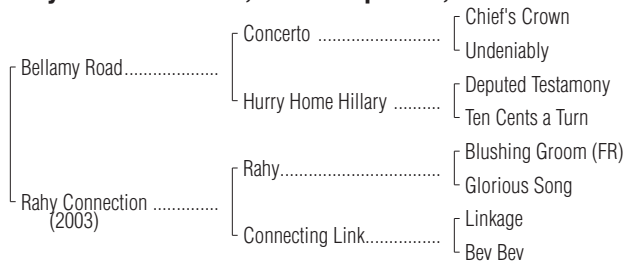 Chief's Crown
Concerto ..................
Undeniably
Bellamy Road....................
Deputed Testamony
Hurry Home Hillary ..........
Ten Cents a Turn
Blushing Groom (FR)
Rahy..................................
Glorious Song
Rahy Connection ..............
(2003)
Linkage
Connecting Link................
Bev Bev